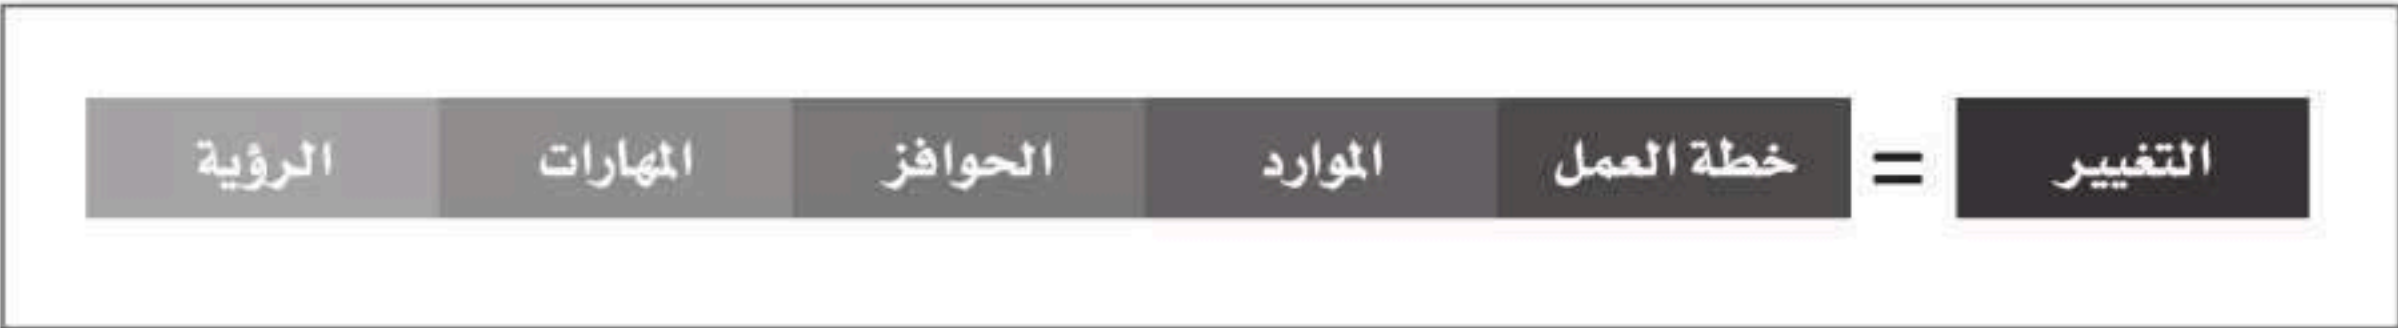 التغيير = خطة العمل الموارد الحوافز المهارات الرؤية